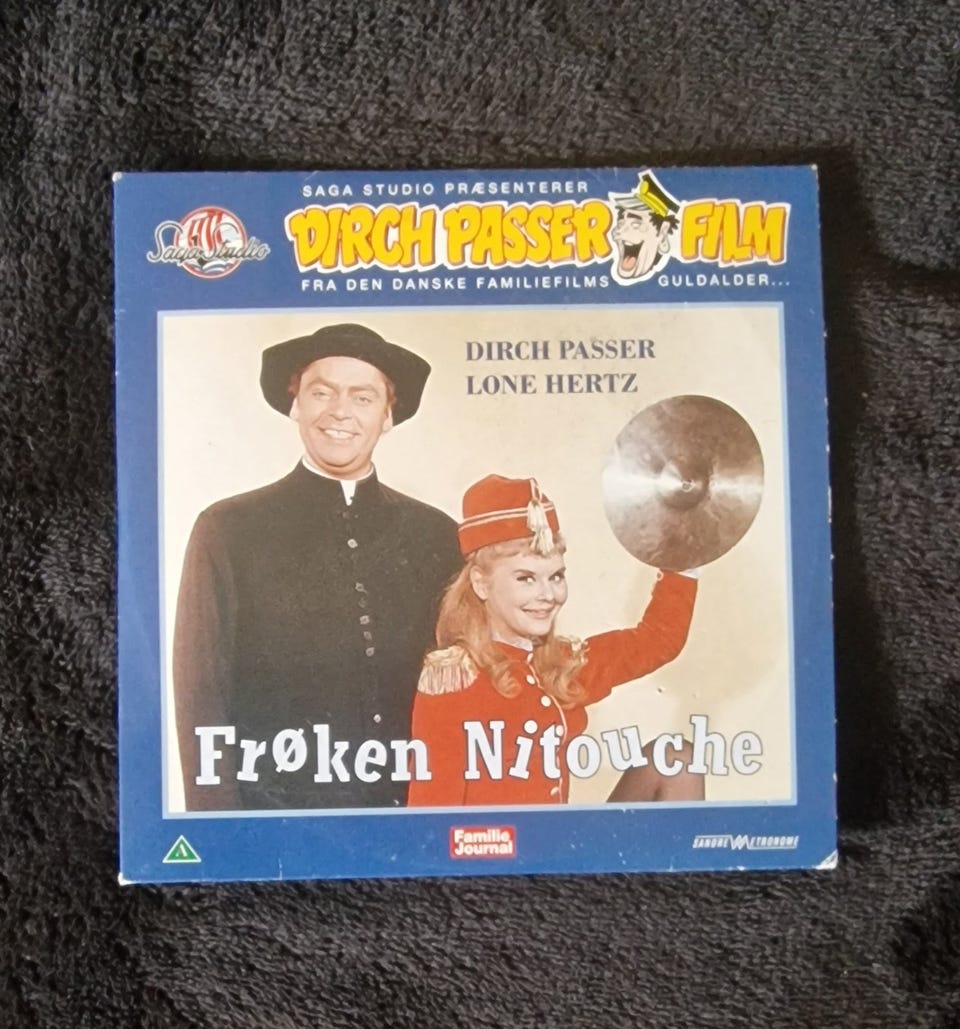 SAGA STUDIO PRÆSENTERER
Saga Studio
DIRCH PASSER FILM
FRA DEN DANSKE FAMILIEFILMS GULDALDER...
DIRCH PASSER
LONE HERTZ
Frøken Nitouche
A
Familie
Journal
SANDREW METRONOME